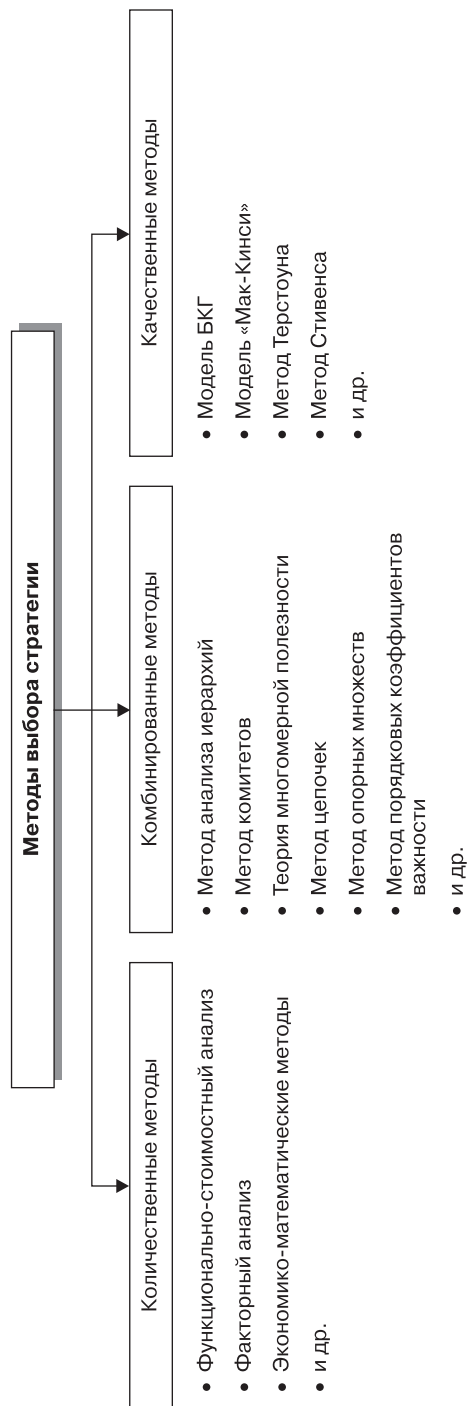 Методы выбора стратегии
Количественные методы
• Функционально-стоимостный анализ
• Факторный анализ
• Экономико-математические методы
• и др.
Комбинированные методы
• Метод анализа иерархий
• Метод комитетов
• Теория многомерной полезности
• Метод цепочек
• Метод опорных множеств
• Метод порядковых коэффициентов
важности
• и др.
Качественные методы
• Модель БКГ
• Модель «Мак-Кинси»
• Метод Терстоуна
• Метод Стивенса
• и др.